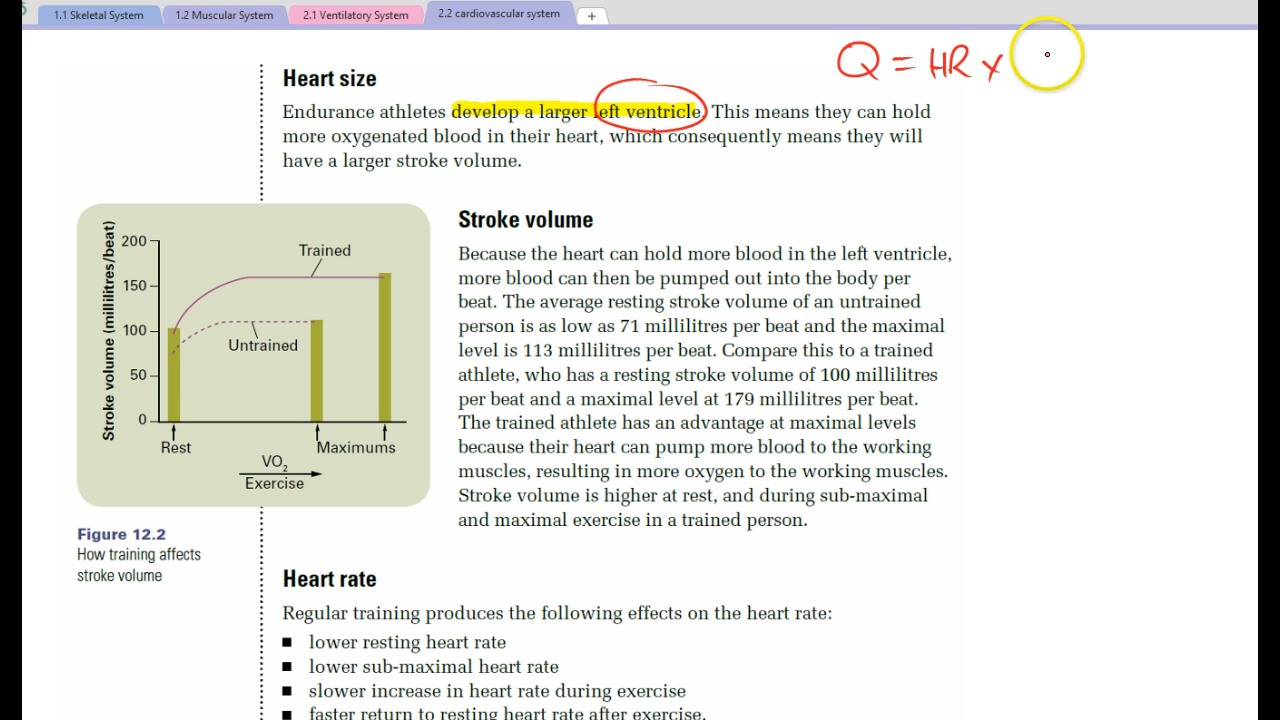 1.1 Skeletal System
1.2 Muscular System
2.1 Ventilatory System
2.2 cardiovascular system
+
Q = HR x
Heart size
Endurance athletes develop a larger left ventricle. This means they can hold
more oxygenated blood in their heart, which consequently means they will
have a larger stroke volume.
Stroke volume (millilitres/beat)
200
150
100
50
0
Trained
Untrained
Rest
Maximums
VO2
Exercise
Figure 12.2
How training affects
stroke volume
Stroke volume
Because the heart can hold more blood in the left ventricle,
more blood can then be pumped out into the body per
beat. The average resting stroke volume of an untrained
person is as low as 71 millilitres per beat and the maximal
level is 113 millilitres per beat. Compare this to a trained
athlete, who has a resting stroke volume of 100 millilitres
per beat and a maximal level at 179 millilitres per beat.
The trained athlete has an advantage at maximal levels
because their heart can pump more blood to the working
muscles, resulting in more oxygen to the working muscles.
Stroke volume is higher at rest, and during sub-maximal
and maximal exercise in a trained person.
Heart rate
Regular training produces the following effects on the heart rate:
■ lower resting heart rate
■ lower sub-maximal heart rate
■ slower increase in heart rate during exercise
■ faster return to resting heart rate after exercise.